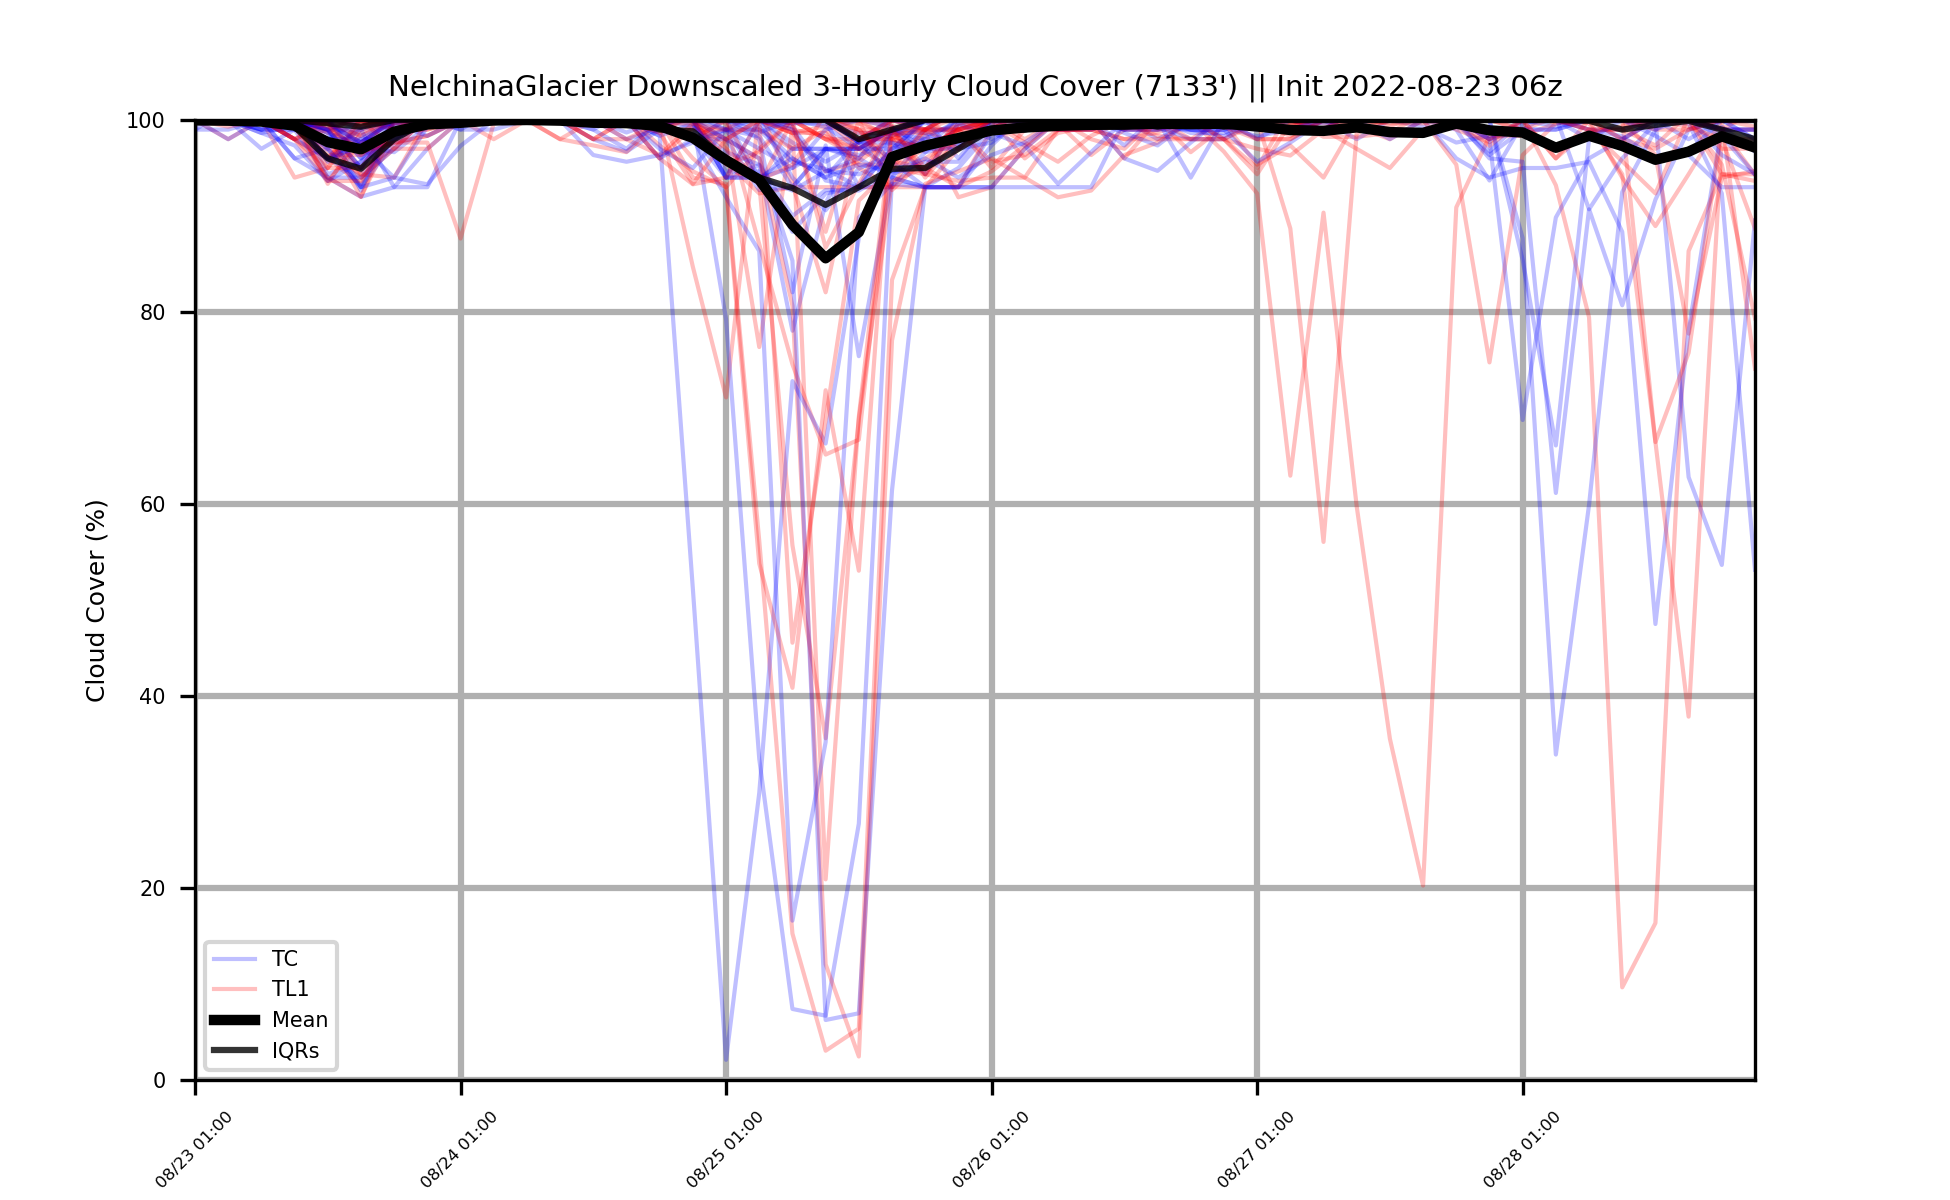 NelchinaGlacier Downscaled 3-Hourly Cloud Cover (7133') || Init 2022-08-23 06z
Cloud Cover (%)
100
80
60
40
20
0
TC
TL1
Mean
IQRs
08/23 01:00
08/24 01:00
08/25 01:00
08/26 01:00
08/27 01:00
08/28 01:00